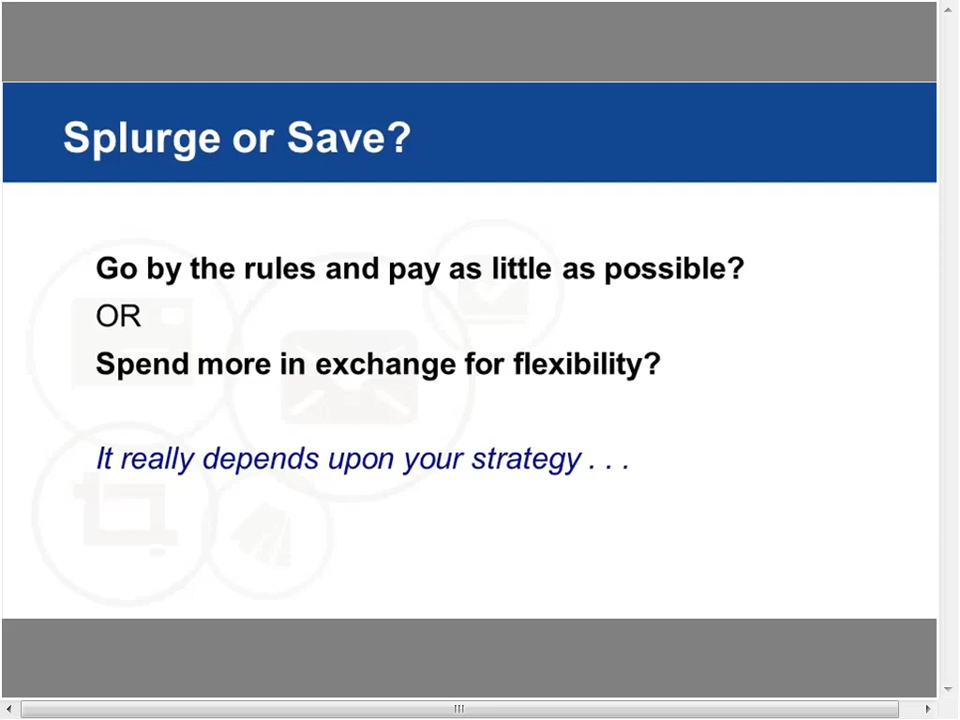 Splurge or Save?
Go by the rules and pay as little as possible?
OR
Spend more in exchange for flexibility?
It really depends upon your strategy . . .